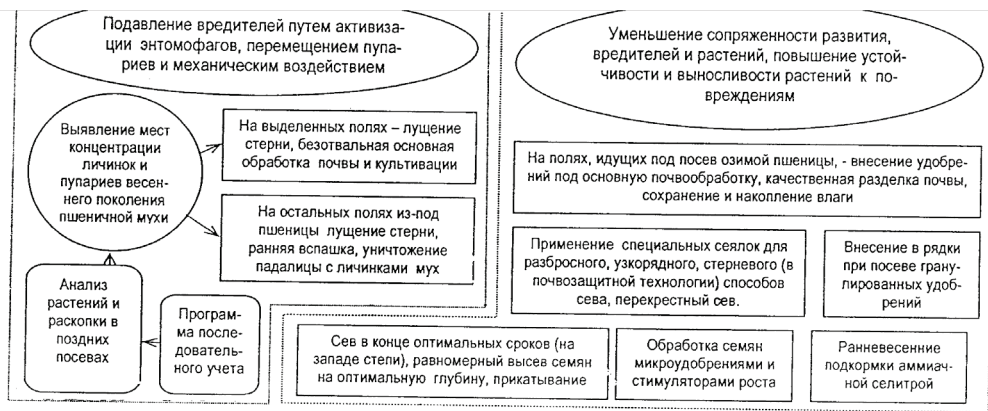 Подавление вредителей путем активиза-
ции энтомофагов, перемещением пупа-
риев и механическим воздействием
Выявление мест
концентрации
личинок и
пупариев весен-
него поколения
пшеничной мухи
На выделенных полях – лущение
стерни, безотвальная основная
обработка почвы и культивации
На остальных полях из-под
пшеницы лущение стерни,
ранняя вспашка, уничтожение
падалицы с личинками мух
Анализ
растений и
раскопки в
поздних
посевах
Програм-
ма после-
дователь-
ного учета
Уменьшение сопряженности развития,
вредителей и растений, повышение устой-
чивости и выносливости растений к по-
вреждениям
На полях, идущих под посев озимой пшеницы, - внесение удобре-
ний под основную почвообработку, качественная разделка почвы,
сохранение и накопление влаги
Применение специальных сеялок для
разбросного, узкорядного, стерневого (в
почвозащитной технологии) способов
сева, перекрестный сев.
Внесение в рядки
при посеве грану-
лированных удоб-
рений
Сев в конце оптимальных сроков (на
западе степи), равномерный высев семян
на оптимальную глубину, прикатывание
Обработка семян
микроудобрениями и
стимуляторами роста
Ранневесенние
подкормки аммиач-
ной селитрой